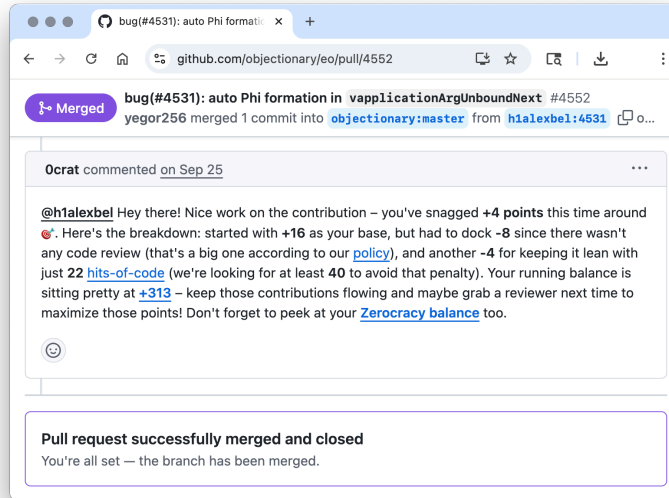 bug(#4531): auto Phi formatio
github.com/objectionary/eo/pull/4552
Merged
bug(#4531): auto Phi formation in vapplicationArgUnboundNext #4552
yegor256 merged 1 commit into objectionary:master from h1alexbel:4531 o...
0crat commented on Sep 25
@h1alexbel Hey there! Nice work on the contribution – you've snagged +4 points this time around
🎯. Here's the breakdown: started with +16 as your base, but had to dock -8 since there wasn't
any code review (that's a big one according to our policy), and another -4 for keeping it lean with
just 22 hits-of-code (we're looking for at least 40 to avoid that penalty). Your running balance is
sitting pretty at +313 – keep those contributions flowing and maybe grab a reviewer next time to
maximize those points! Don't forget to peek at your Zerocracy balance too.
Pull request successfully merged and closed
You're all set — the branch has been merged.